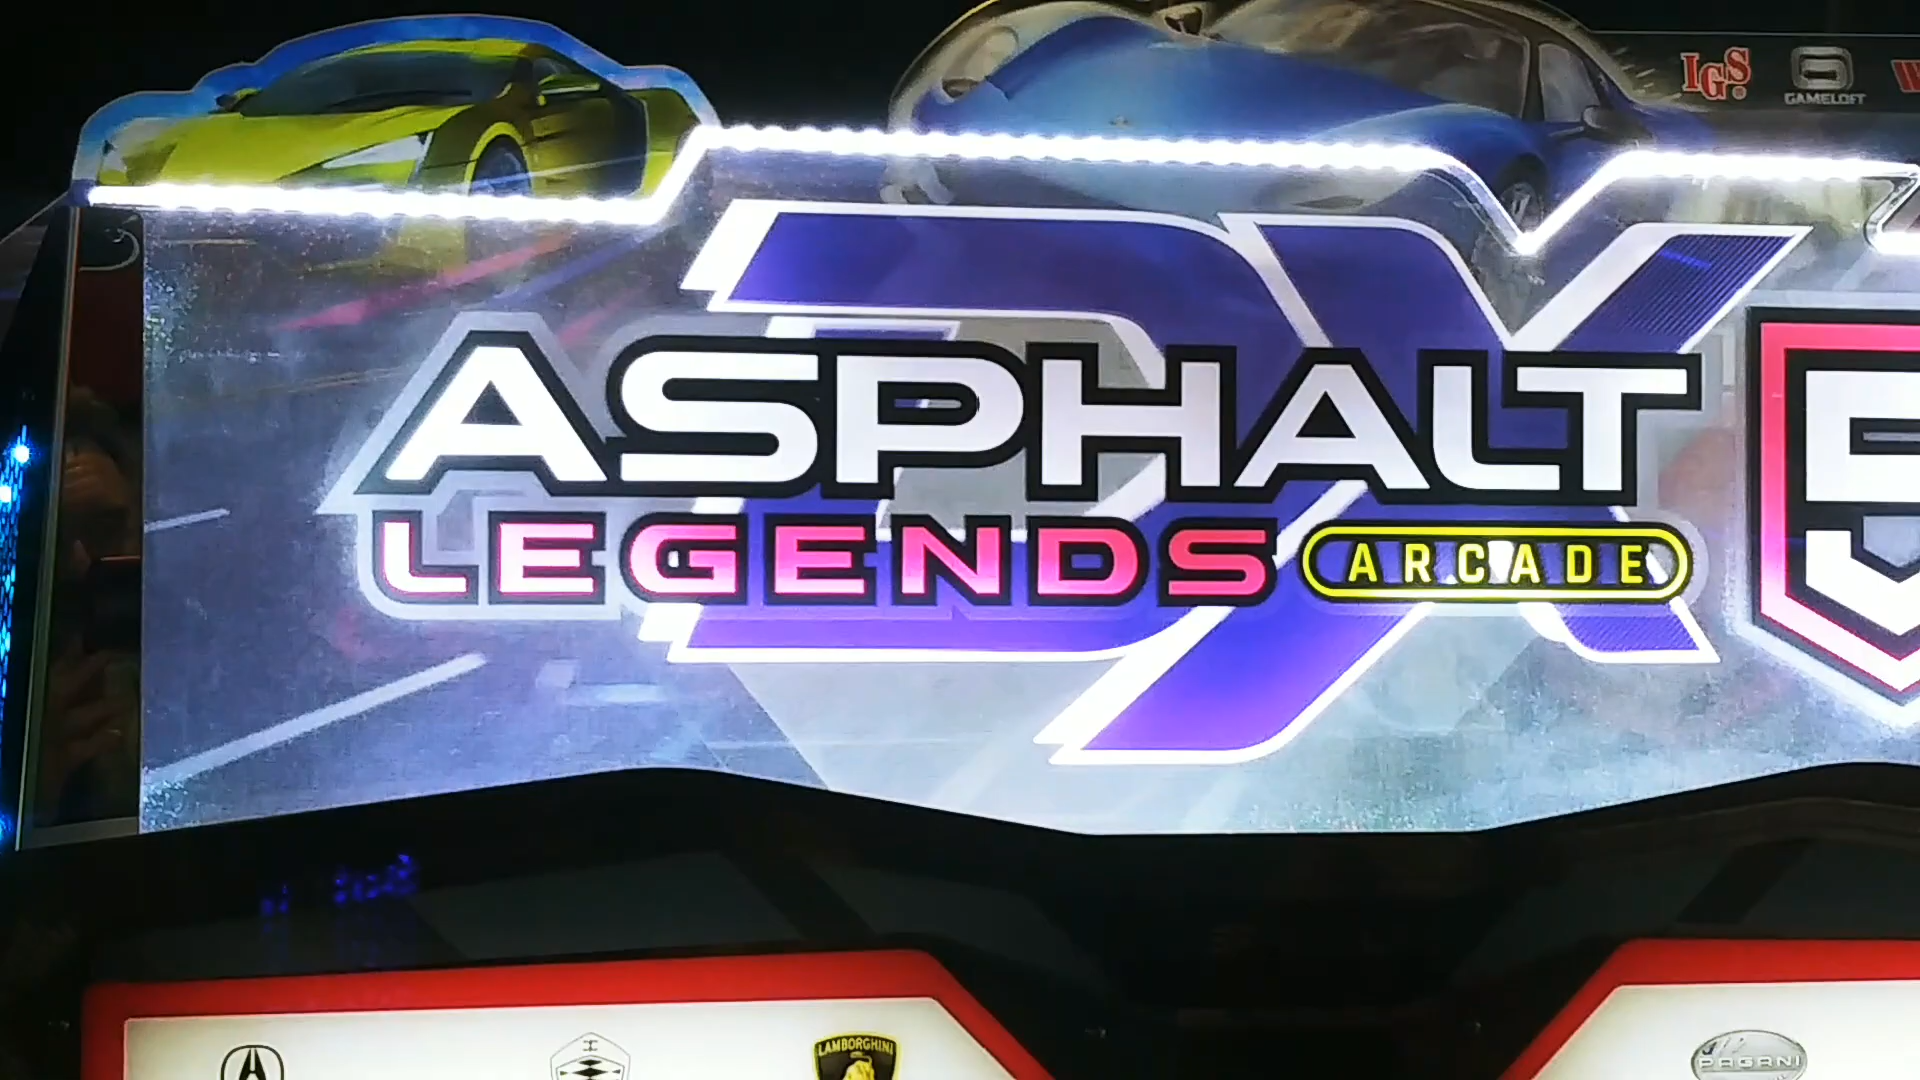 IGS
GAMELOFT
DX
ASPHALT
LEGENDS ARCADE
LAMBORGHINI
PAGANI